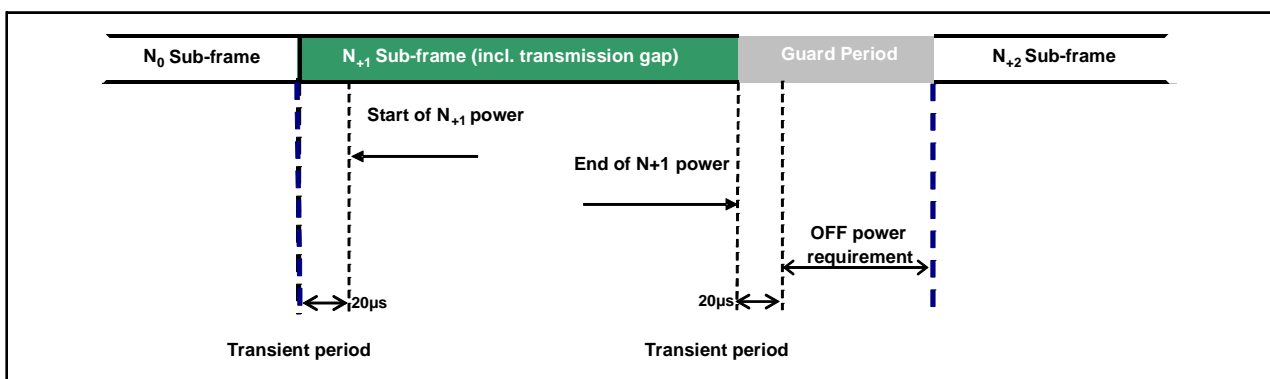 N0 Sub-frame
N+1 Sub-frame (incl. transmission gap)
Guard Period
N+2 Sub-frame
Start of N+1 power
End of N+1 power
OFF power
requirement
20µs
20µs
Transient period
Transient period